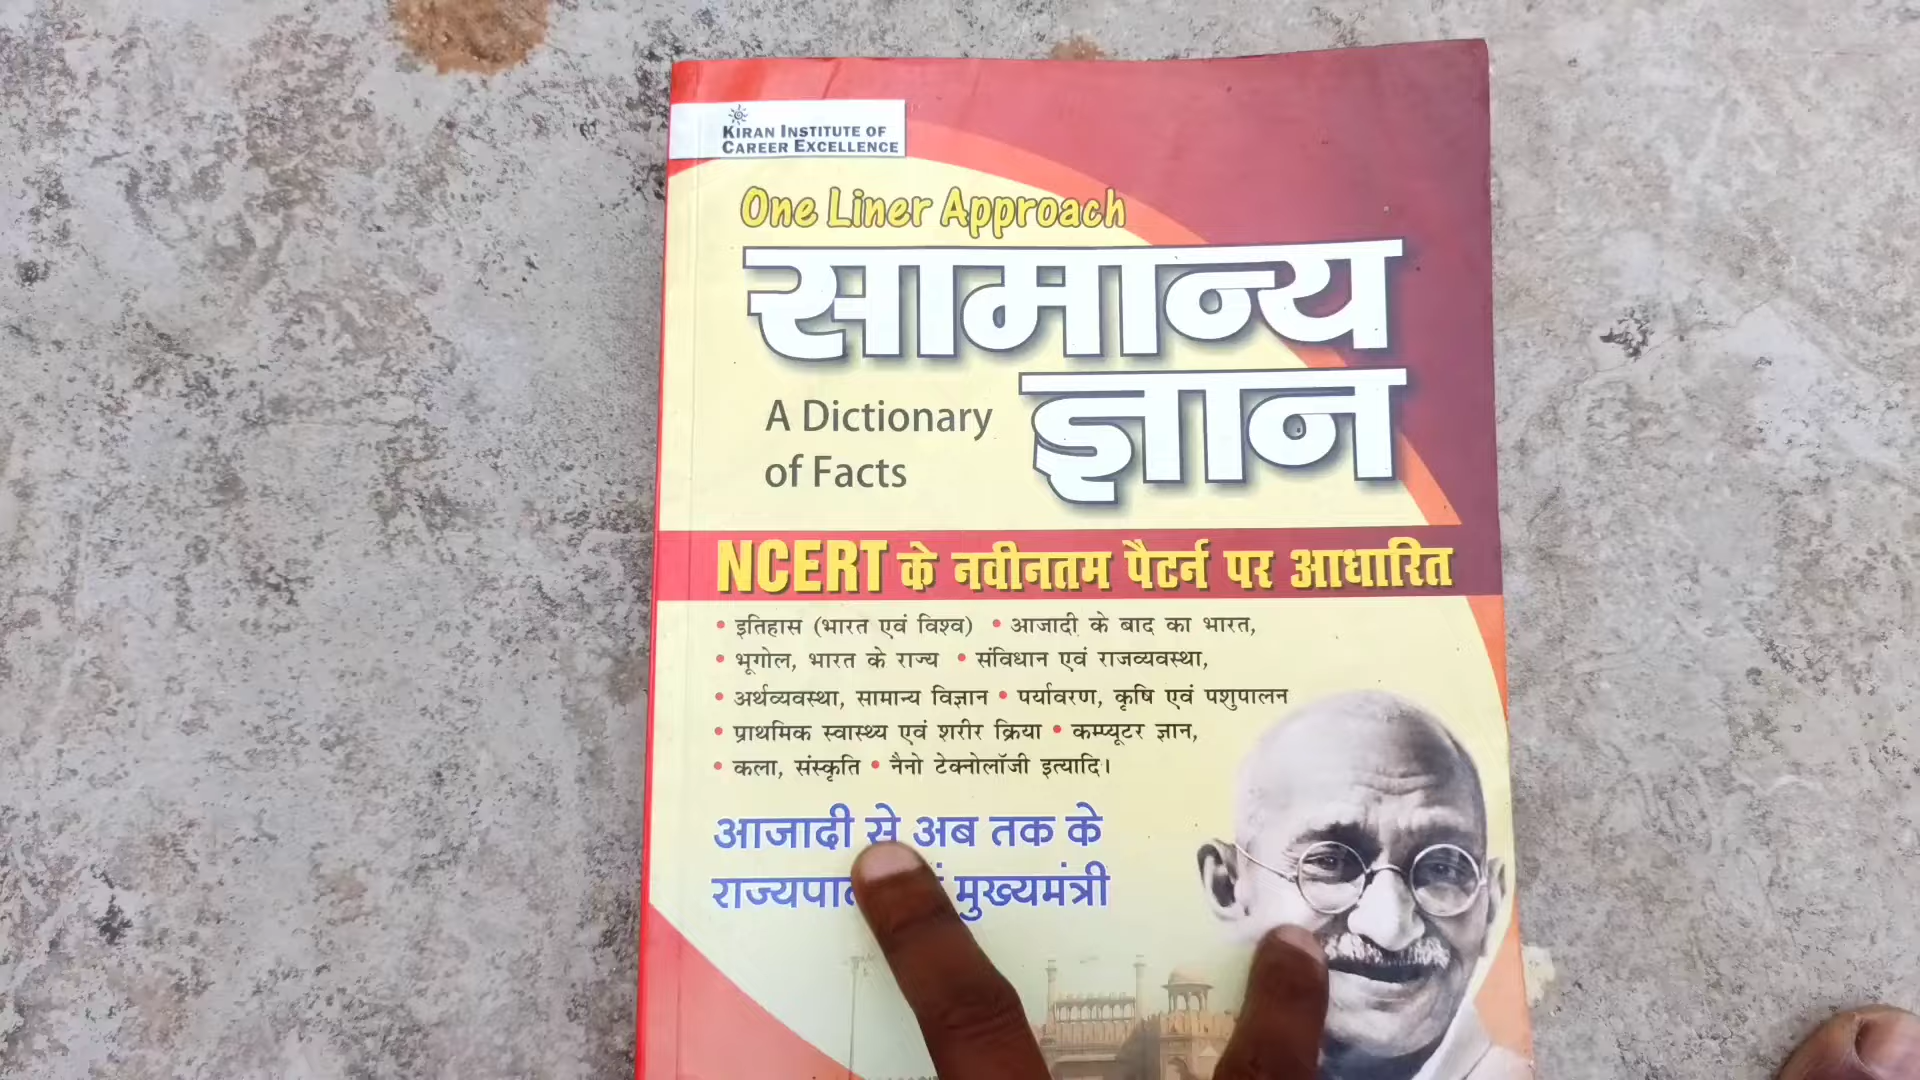 KIRAN INSTITUTE OF
CAREER EXCELLENCE
One Liner Approach
सामान्य
ज्ञान
A Dictionary
of Facts
NCERT के नवीनतम पैटर्न पर आधारित
• इतिहास (भारत एवं विश्व) • आजादी के बाद का भारत,
• भूगोल, भारत के राज्य • संविधान एवं राजव्यवस्था,
• अर्थव्यवस्था, सामान्य विज्ञान • पर्यावरण, कृषि एवं पशुपालन
• प्राथमिक स्वास्थ्य एवं शरीर क्रिया • कम्प्यूटर ज्ञान,
• कला, संस्कृति • नैनो टेक्नोलॉजी इत्यादि।
आजादी से अब तक के
मुख्यमंत्री